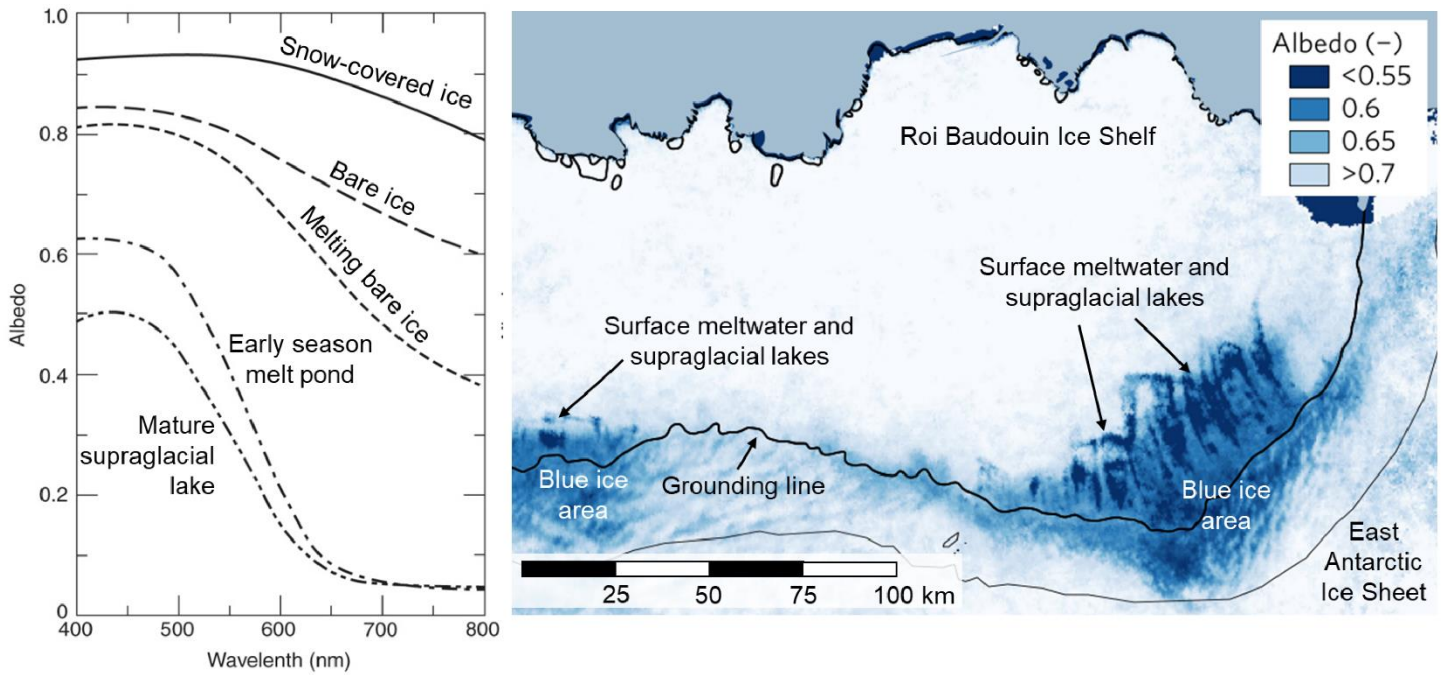 1.0
0.8
0.6
0.4
0.2
0
Albedo
400
500
600
700
800
Wavelenth (nm)
Snow-covered ice
Bare ice
Melting bare ice
Early season
melt pond
Mature
supraglacial
lake
Albedo (–)
<0.55
0.6
0.65
>0.7
Roi Baudouin Ice Shelf
Surface meltwater and
supraglacial lakes
Surface meltwater and
supraglacial lakes
Blue ice
area
Grounding line
Blue ice
area
East
Antarctic
Ice Sheet
25
50
75
100 km